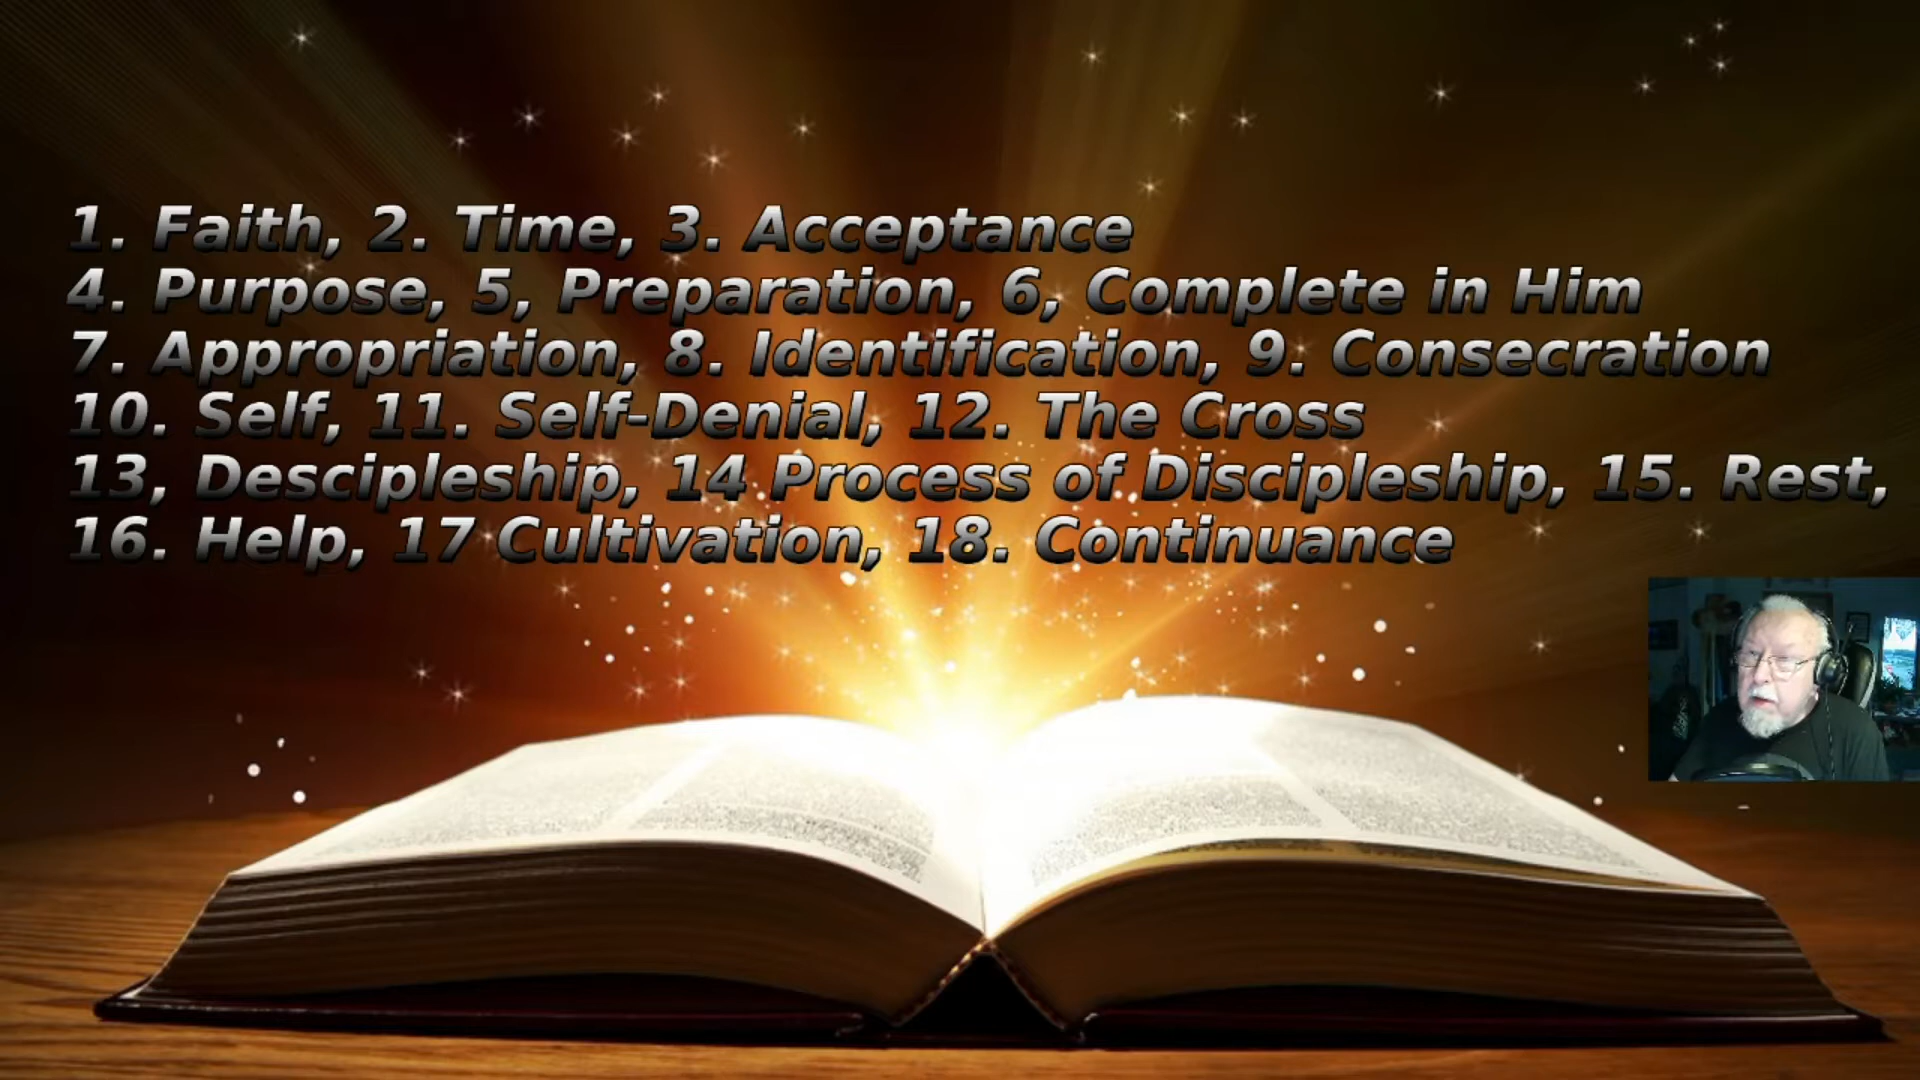 1. Faith, 2. Time, 3. Acceptance
4. Purpose, 5, Preparation, 6, Complete in Him
7. Appropriation, 8. Identification, 9. Consecration
10. Self, 11. Self-Denial, 12. The Cross
13, Descipleship, 14 Process of Discipleship, 15. Rest,
16. Help, 17 Cultivation, 18. Continuance